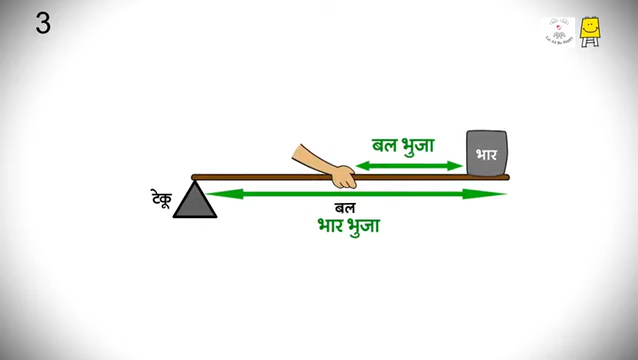 3
बल भुजा
भार
टेकू
बल
भार भुजा